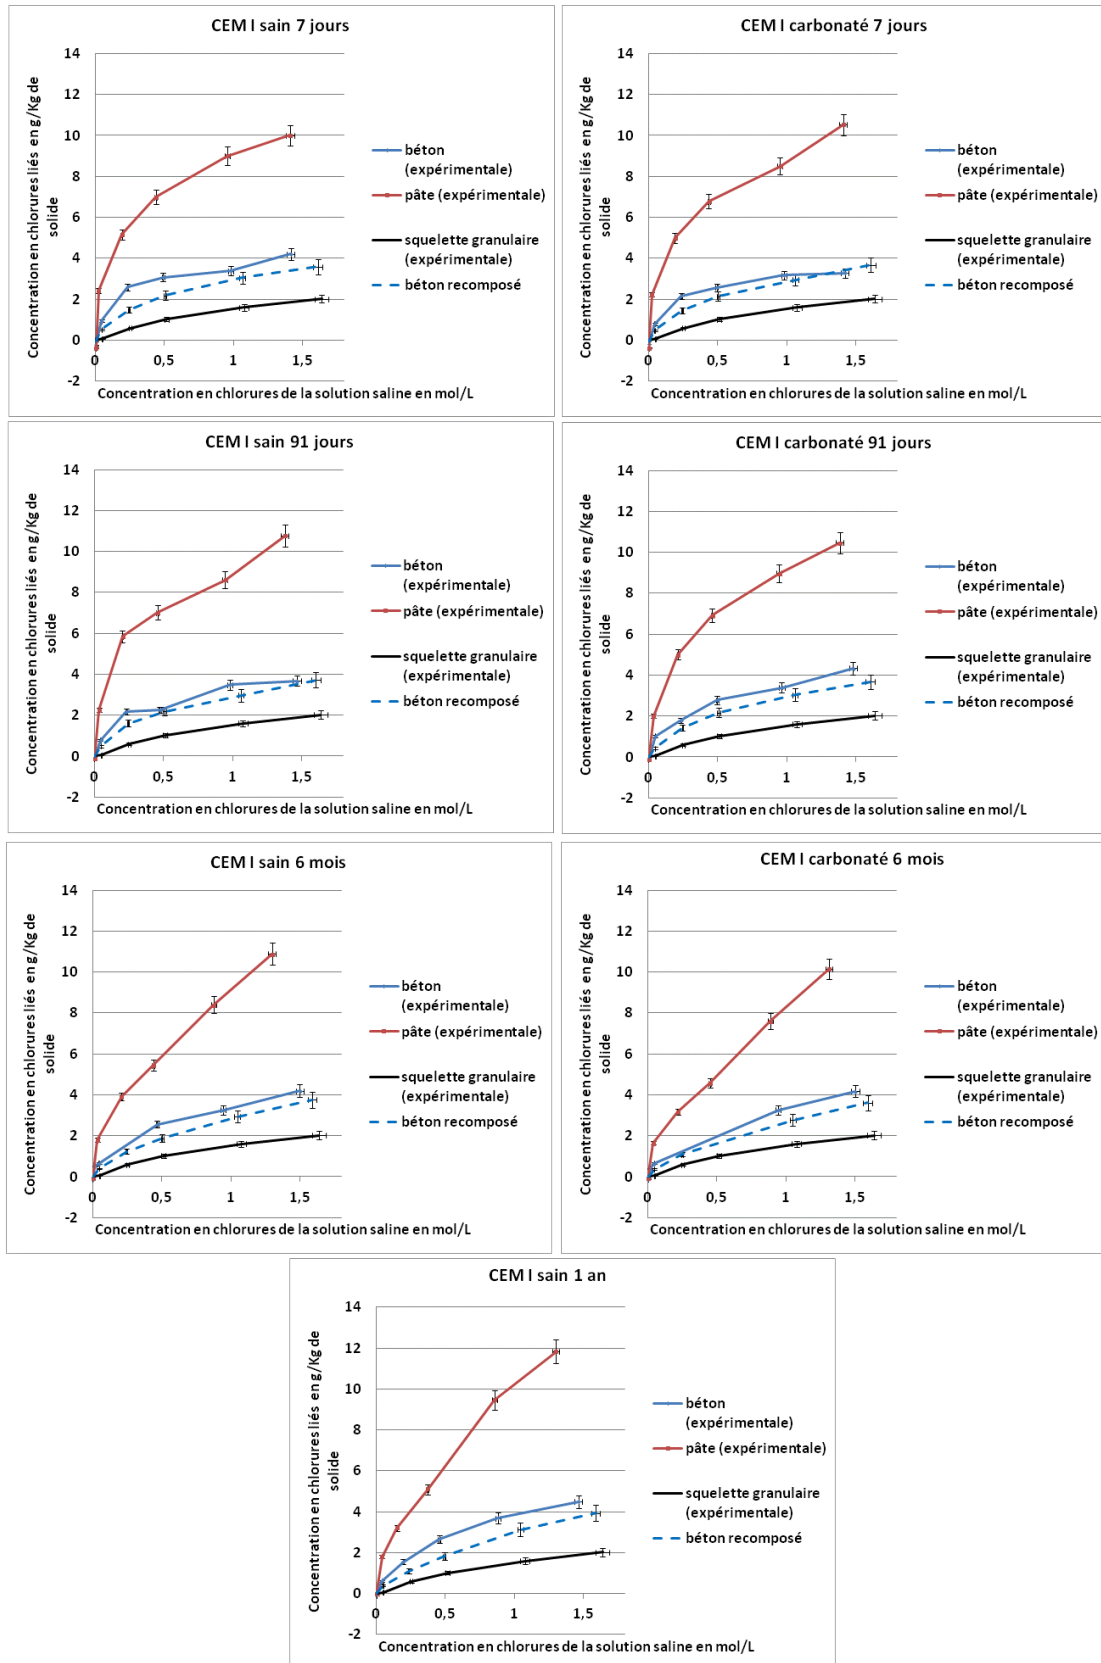 CEM I sain 7 jours
Concentration en chlorures liés en g/Kg de
solide
14
12
10
8
6
4
2
0
-2
0
0,5
1
1,5
Concentration en chlorures de la solution saline en mol/L
béton
(expérimentale)
pâte (expérimentale)
squelette granulaire
(expérimentale)
béton recomposé
CEM I carbonaté 7 jours
Concentration en chlorures liés en g/Kg de
solide
14
12
10
8
6
4
2
0
-2
0
0,5
1
1,5
Concentration en chlorures de la solution saline en mol/L
béton
(expérimentale)
pâte (expérimentale)
squelette granulaire
(expérimentale)
béton recomposé
CEM I sain 91 jours
Concentration en chlorures liés en g/Kg de
solide
14
12
10
8
6
4
2
0
-2
0
0,5
1
1,5
Concentration en chlorures de la solution saline en mol/L
béton
(expérimentale)
pâte (expérimentale)
squelette granulaire
(expérimentale)
béton recomposé
CEM I carbonaté 91 jours
Concentration en chlorures liés en g/Kg de
solide
14
12
10
8
6
4
2
0
-2
0
0,5
1
1,5
Concentration en chlorures de la solution saline en mol/L
béton
(expérimentale)
pâte (expérimentale)
squelette granulaire
(expérimentale)
béton recomposé
CEM I sain 6 mois
Concentration en chlorures liés en g/Kg de
solide
14
12
10
8
6
4
2
0
-2
0
0,5
1
1,5
Concentration en chlorures de la solution saline en mol/L
béton
(expérimentale)
pâte (expérimentale)
squelette granulaire
(expérimentale)
béton recomposé
CEM I carbonaté 6 mois
Concentration en chlorures liés en g/Kg de
solide
14
12
10
8
6
4
2
0
-2
0
0,5
1
1,5
Concentration en chlorures de la solution saline en mol/L
béton
(expérimentale)
pâte (expérimentale)
squelette granulaire
(expérimentale)
béton recomposé
CEM I sain 1 an
Concentration en chlorures liés en g/Kg de
solide
14
12
10
8
6
4
2
0
-2
0
0,5
1
1,5
Concentration en chlorures de la solution saline en mol/L
béton
(expérimentale)
pâte (expérimentale)
squelette granulaire
(expérimentale)
béton recomposé